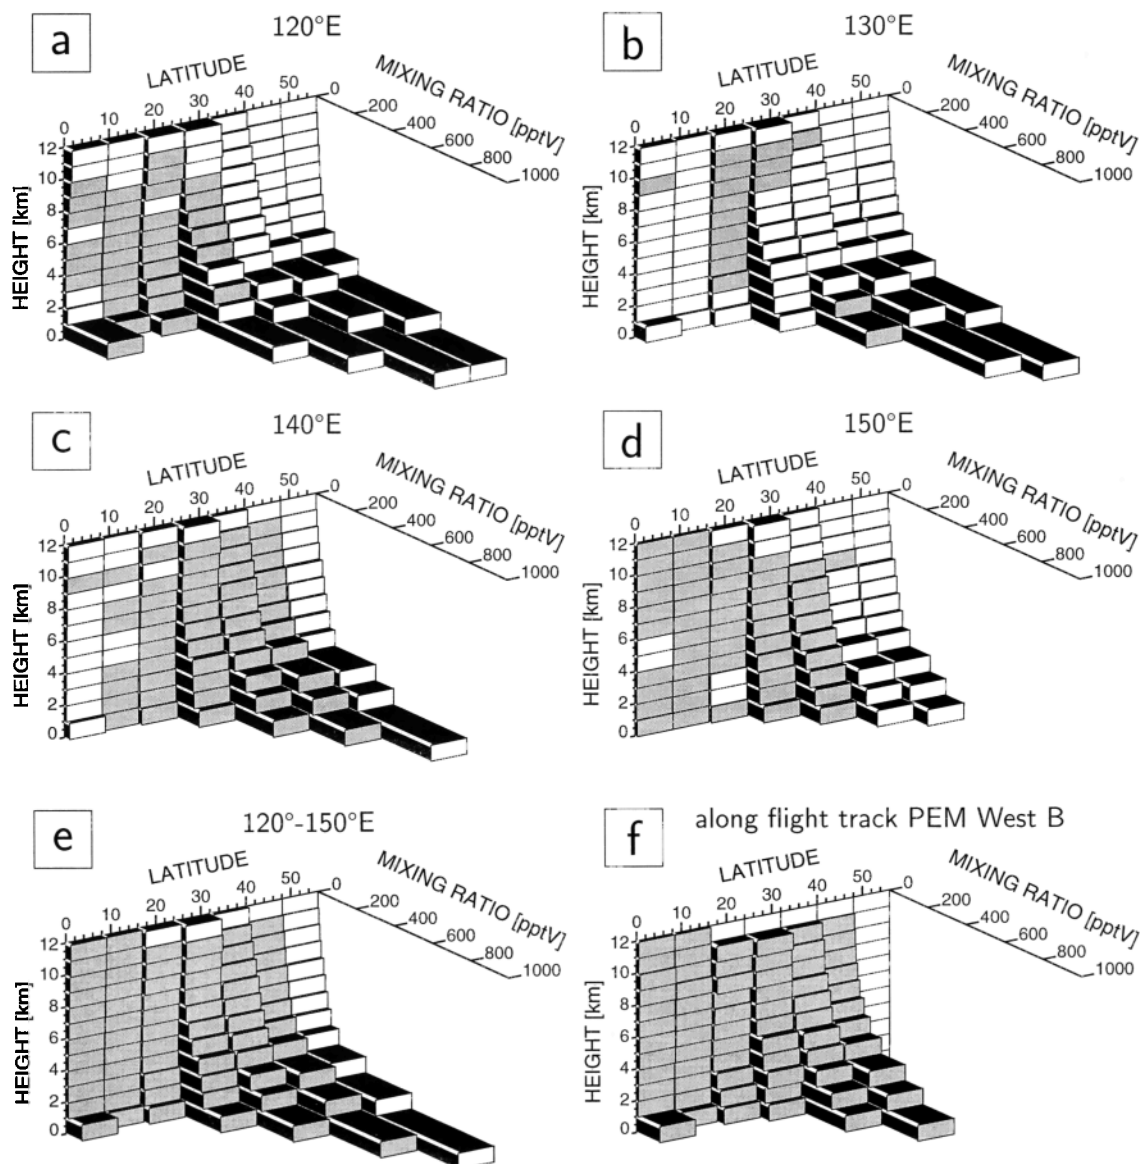 a
120°E
LATITUDE
MIXING RATIO [pptV]
0 10 20 30 40 50
0 200 400 600 800 1000
HEIGHT [km]
12
10
8
6
4
2
0
b
130°E
LATITUDE
MIXING RATIO [pptV]
0 10 20 30 40 50
0 200 400 600 800 1000
HEIGHT [km]
12
10
8
6
4
2
0
c
140°E
LATITUDE
MIXING RATIO [pptV]
0 10 20 30 40 50
0 200 400 600 800 1000
HEIGHT [km]
12
10
8
6
4
2
0
d
150°E
LATITUDE
MIXING RATIO [pptV]
0 10 20 30 40 50
0 200 400 600 800 1000
HEIGHT [km]
12
10
8
6
4
2
0
e
120°-150°E
LATITUDE
MIXING RATIO [pptV]
0 10 20 30 40 50
0 200 400 600 800 1000
HEIGHT [km]
12
10
8
6
4
2
0
f
along flight track PEM West B
LATITUDE
MIXING RATIO [pptV]
0 10 20 30 40 50
0 200 400 600 800 1000
HEIGHT [km]
12
10
8
6
4
2
0